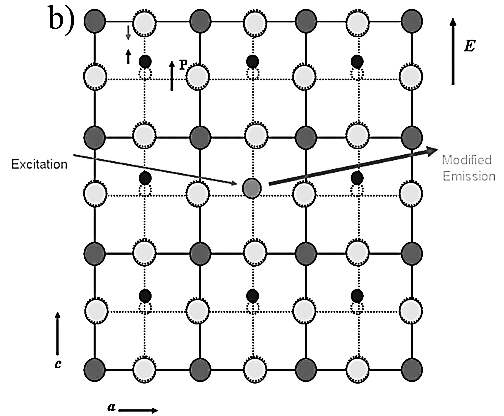 b)
E
P
Excitation
Modified
Emission
c
a